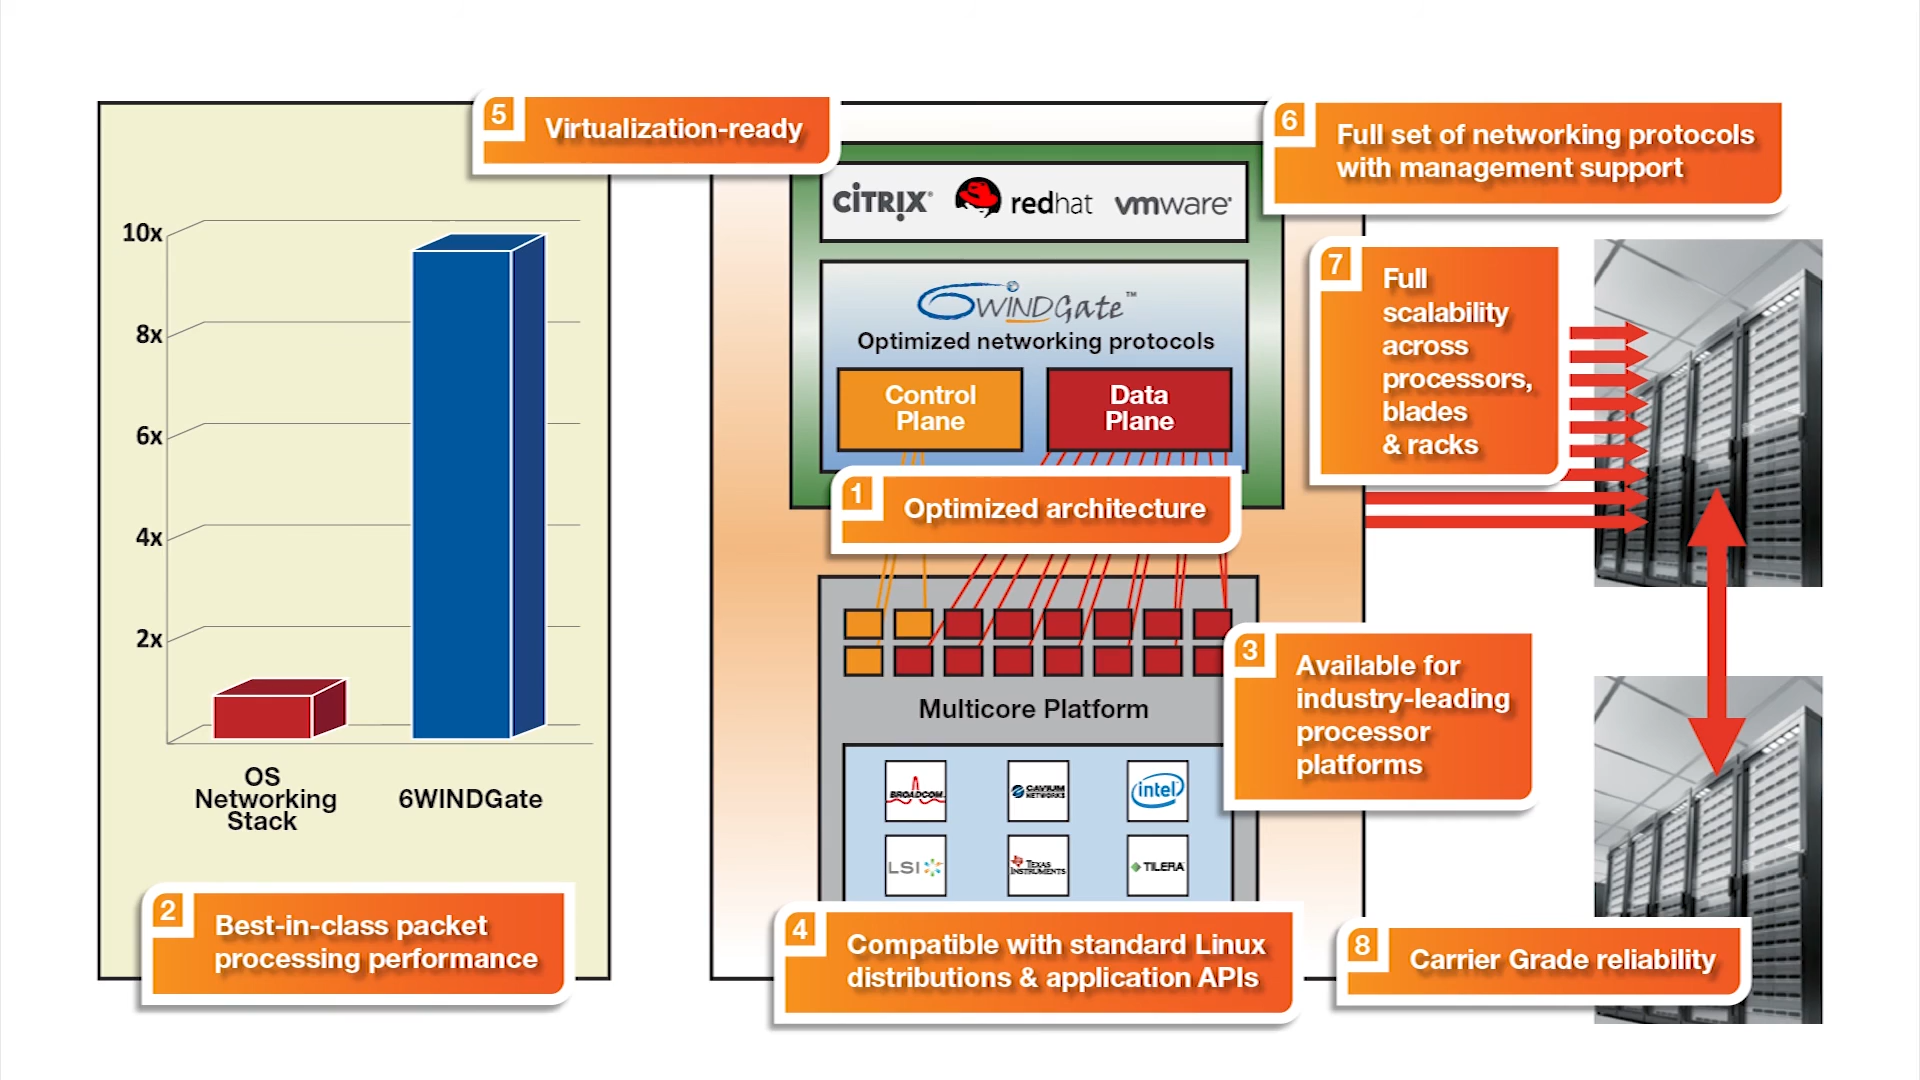 5
Virtualization-ready
6
Full set of networking protocols
with management support
CITRIX®
redhat
vmware®
7
Full
scalability
across
processors,
blades
& racks
10x
8x
6x
4x
2x
OS
Networking
Stack
6WINDGate
6WINDGate™
Optimized networking protocols
Control
Plane
Data
Plane
1
Optimized architecture
3
Available for
industry-leading
processor
platforms
Multicore Platform
BROADCOM
CAVIUM
NETWORKS
intel
LSI
TEXAS
INSTRUMENTS
TILERA
2
Best-in-class packet
processing performance
4
Compatible with standard Linux
distributions & application APIs
8
Carrier Grade reliability